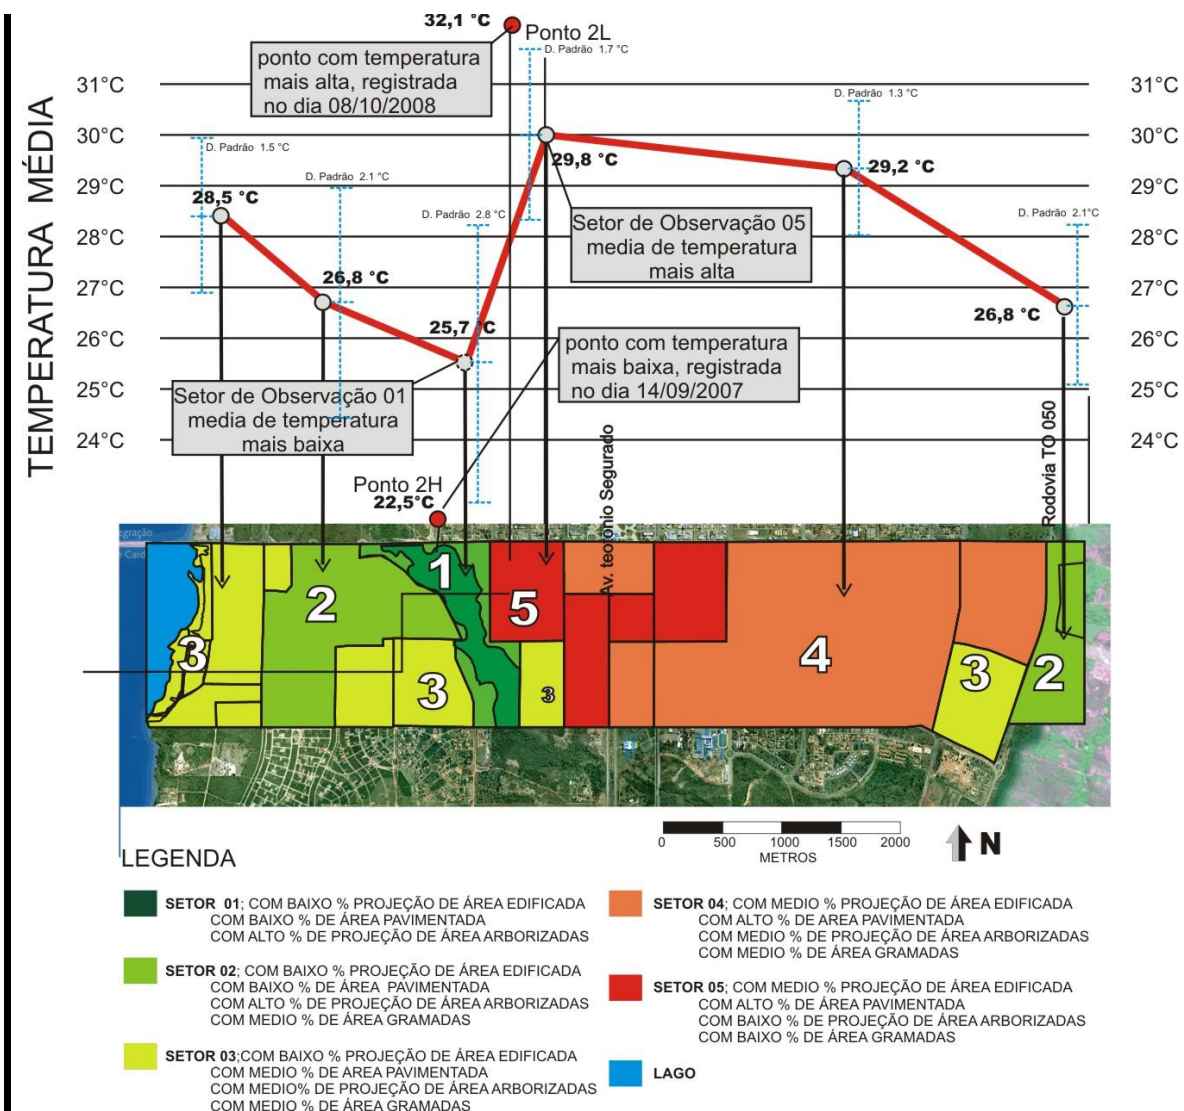 32,1 °C
Ponto 2L
ponto com temperatura
mais alta, registrada
no dia 08/10/2008
D. Padrão 1.7 °C
TEMPERATURA MÉDIA
31°C
30°C
29°C
28°C
27°C
26°C
25°C
24°C
31°C
30°C
29°C
28°C
27°C
26°C
25°C
24°C
D. Padrão 1.5 °C
28,5 °C
D. Padrão 2.1 °C
26,8 °C
D. Padrão 2.8 °C
25,7 °C
29,8 °C
D. Padrão 1.3 °C
29,2 °C
D. Padrão 2.1°C
26,8 °C
Setor de Observação 05
media de temperatura
mais alta
ponto com temperatura
mais baixa, registrada
no dia 14/09/2007
Setor de Observação 01
media de temperatura
mais baixa
Ponto 2H
22,5°C
Av. teotonio Segurado
Rodovia TO 050
egração
e Card
1
2
3
3
5
3
4
3
2
0 500 1000 1500 2000
METROS
N
LEGENDA
SETOR 01; COM BAIXO % PROJEÇÃO DE ÁREA EDIFICADA
COM BAIXO % DE ÁREA PAVIMENTADA
COM ALTO % DE PROJEÇÃO DE ÁREA ARBORIZADAS
SETOR 02; COM BAIXO % PROJEÇÃO DE ÁREA EDIFICADA
COM BAIXO % DE ÁREA PAVIMENTADA
COM ALTO % DE PROJEÇÃO DE ÁREA ARBORIZADAS
COM MEDIO % DE ÁREA GRAMADAS
SETOR 03;COM BAIXO % PROJEÇÃO DE ÁREA EDIFICADA
COM MEDIO % DE AREA PAVIMENTADA
COM MEDIO% DE PROJEÇÃO DE ÁREA ARBORIZADAS
COM MEDIO % DE ÁREA GRAMADAS
SETOR 04; COM MEDIO % PROJEÇÃO DE ÁREA EDIFICADA
COM ALTO % DE AREA PAVIMENTADA
COM MEDIO % DE PROJEÇÃO DE ÁREA ARBORIZADAS
COM MEDIO % DE ÁREA GRAMADAS
SETOR 05; COM MEDIO % PROJEÇÃO DE ÁREA EDIFICADA
COM ALTO % DE ÁREA PAVIMENTADA
COM BAIXO % DE PROJEÇÃO DE ÁREA ARBORIZADAS
COM BAIXO % DE ÁREA GRAMADAS
LAGO